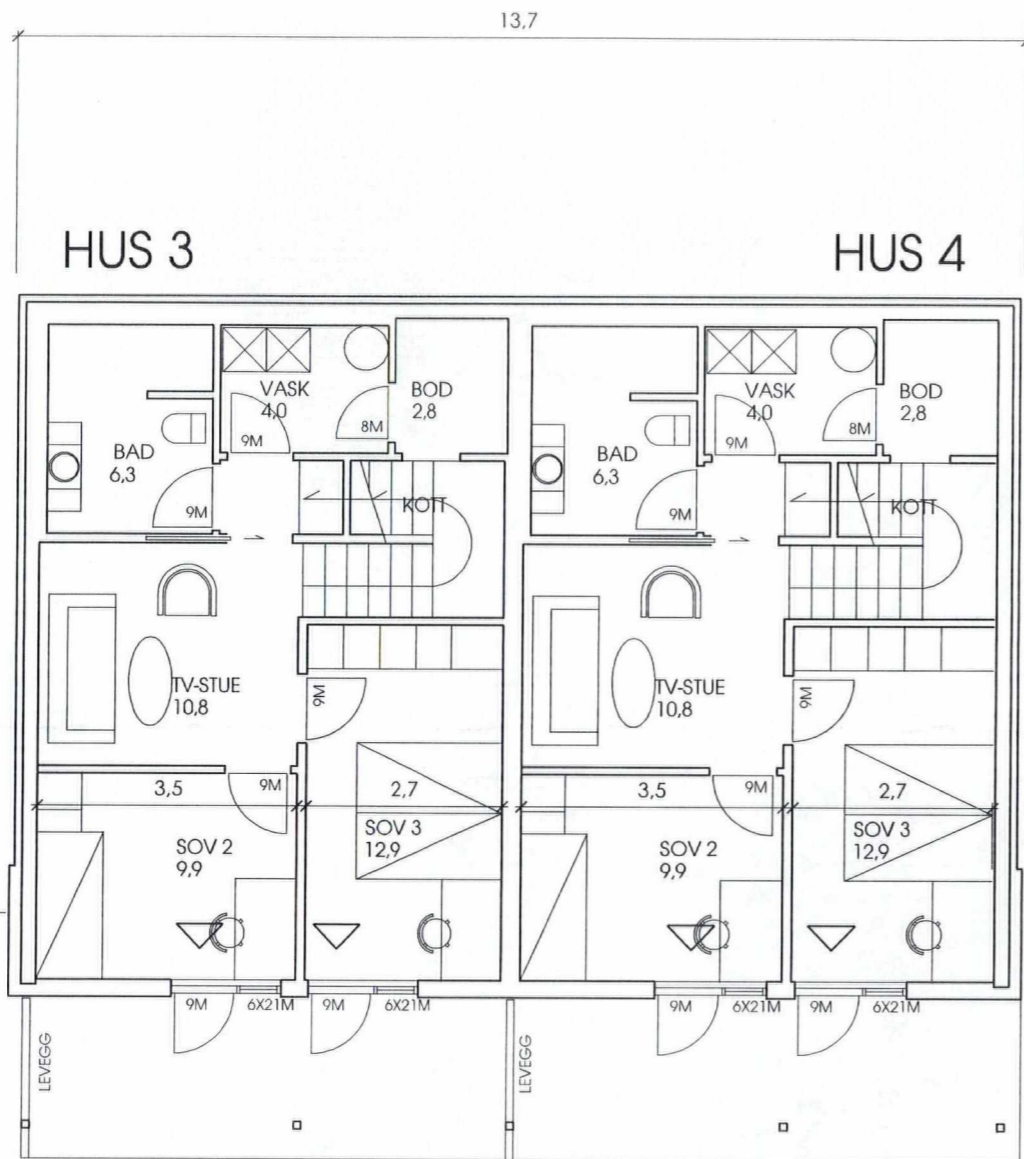 13,7
HUS 3
HUS 4
VASK
4,0
9M
8M
BOD
2,8
BAD
6,3
9M
KOTT
TV-STUE
10,8
9M
3,5
9M
2,7
SOV 2
9,9
SOV 3
12,9
9M
6X21M
9M
6X21M
LEVEGG
VASK
4,0
9M
8M
BOD
2,8
BAD
6,3
9M
KOTT
TV-STUE
10,8
9M
3,5
9M
2,7
SOV 2
9,9
SOV 3
12,9
9M
6X21M
9M
6X21M
LEVEGG